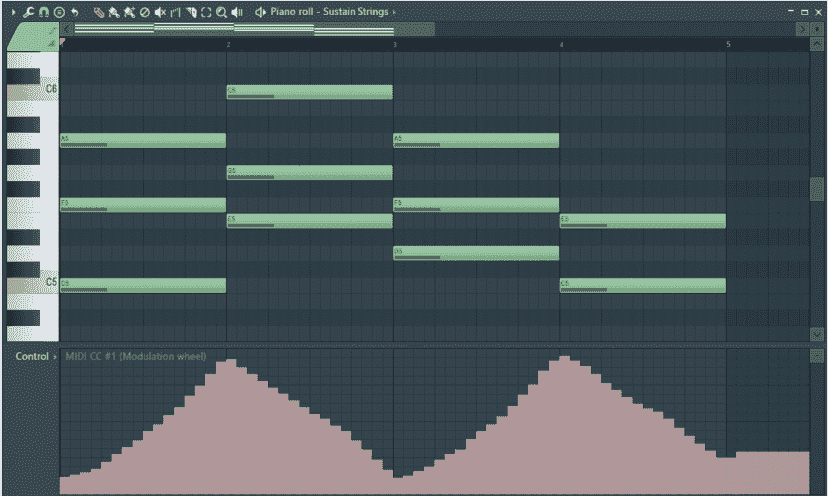 Piano roll - Sustain Strings
2 3 4 5
C6
C6
A5 A5
G5
F5 F5
E5 E5
D5
C5
C5 C5
Control
MIDI CC #1 (Modulation wheel)